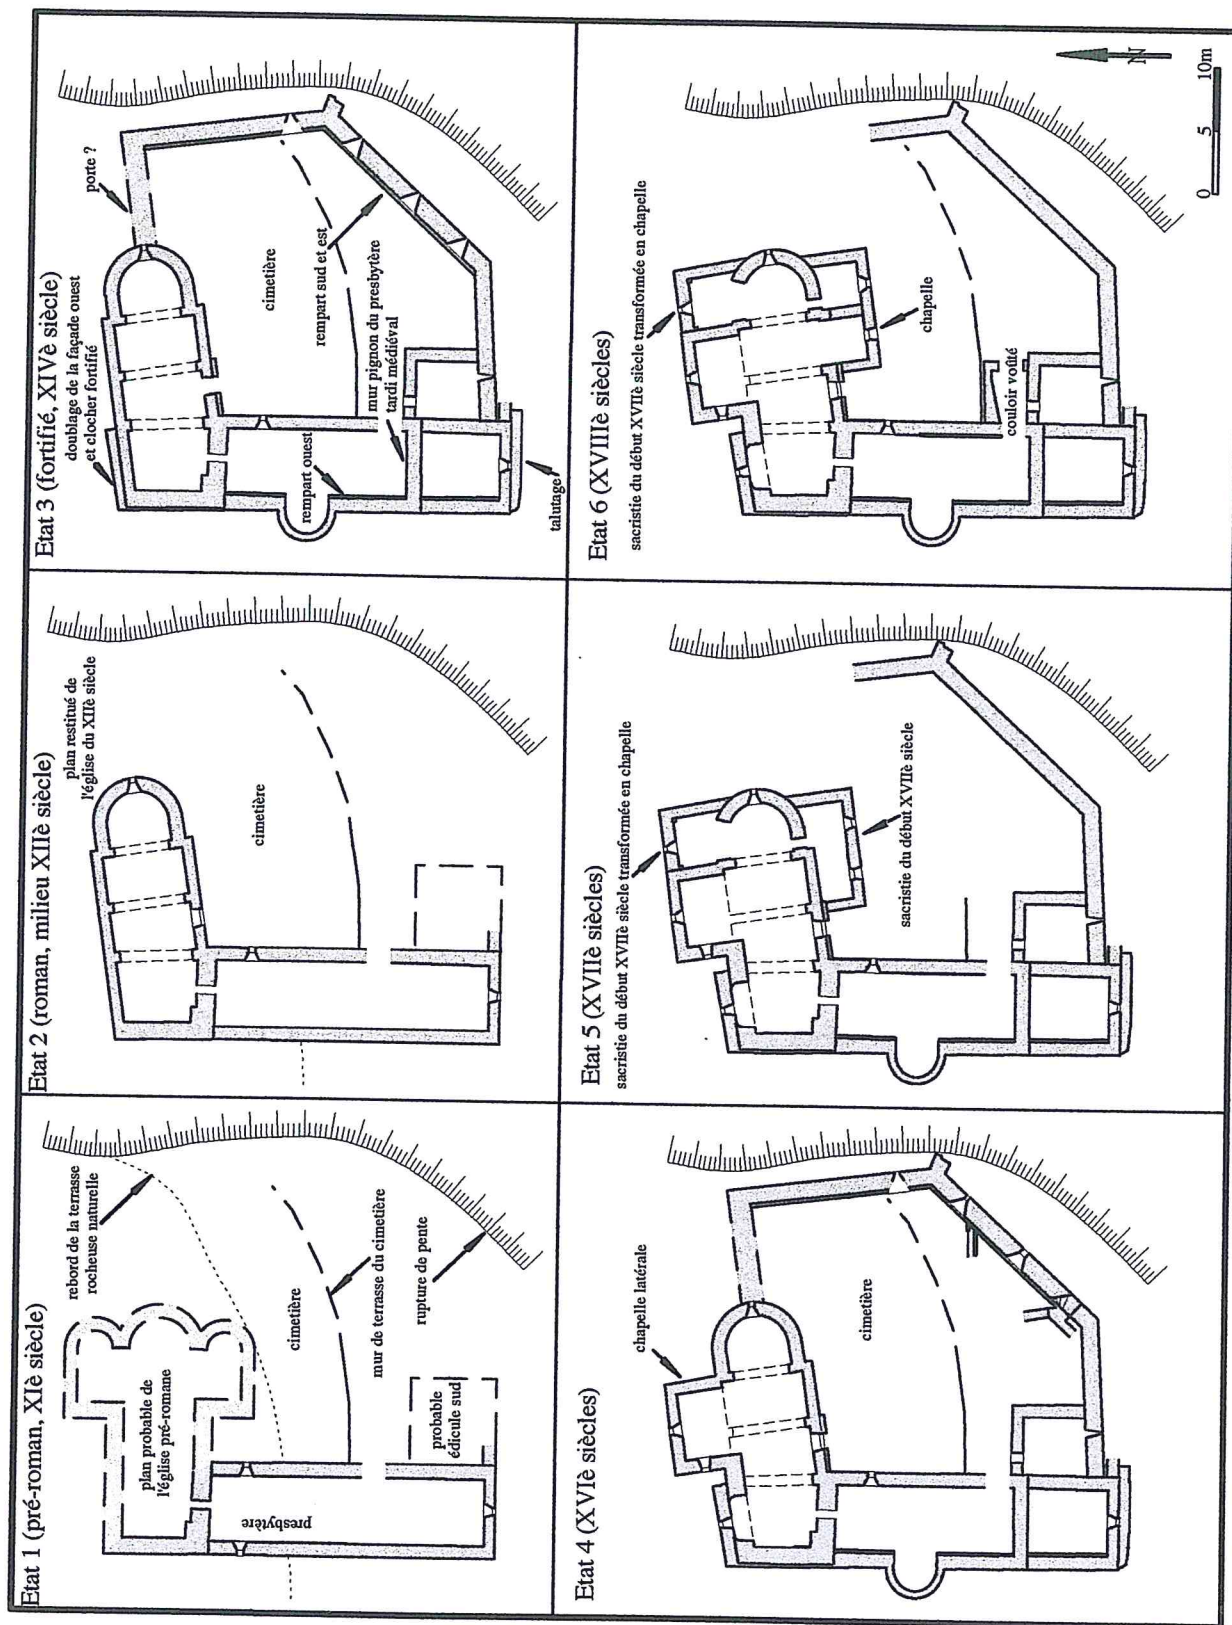 Etat 1 (pré-roman, XIè siècle)
rebord de la terrasse
rocheuse naturelle
plan probable de
l'église pré-romane
cimetière
mur de terrasse du cimetière
rupture de pente
probable
édicule sud
presbytère
Etat 2 (roman, milieu XIIè siècle)
plan restitué de
l'église du XIIè siècle
cimetière
Etat 3 (fortifié, XIVè siècle)
doublage de la façade ouest
et clocher fortifié
porte ?
cimetière
rempart sud et est
mur pignon du presbytère
tardi médiéval
rempart ouest
talutage
Etat 4 (XVIè siècles)
chapelle latérale
cimetière
Etat 5 (XVIIè siècles)
sacristie du début XVIIè siècle transformée en chapelle
sacristie du début XVIIè siècle
Etat 6 (XVIIIè siècles)
sacristie du début XVIIè siècle transformée en chapelle
chapelle
couloir voûté
N
0 5 10m